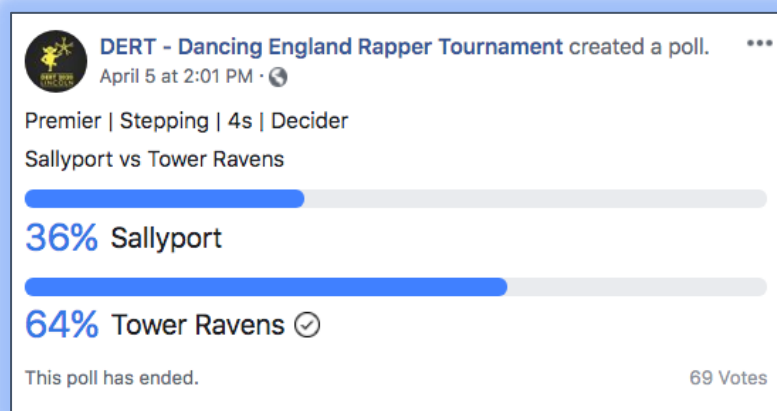 DERT - Dancing England Rapper Tournament created a poll.
April 5 at 2:01 PM ·
Premier | Stepping | 4s | Decider
Sallyport vs Tower Ravens
36% Sallyport
64% Tower Ravens
This poll has ended. 69 Votes